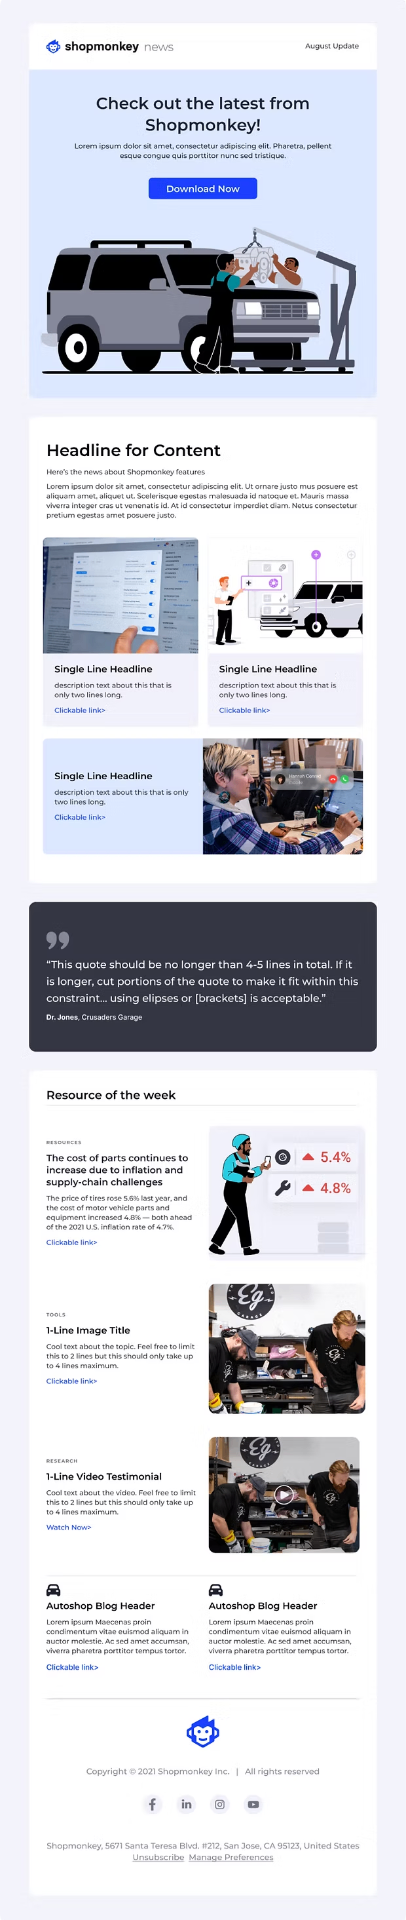 shopmonkey news
August Update
Check out the latest from
Shopmonkey!
Lorem ipsum dolor sit amet, consectetur adipiscing elit. Pharetra, pellent
esque congue quis porttitor nunc sed tristique.
Download Now
Headline for Content
Here's the news about Shopmonkey features
Lorem ipsum dolor sit amet, consectetur adipiscing elit. Ut ornare justo mus posuere est
aliquam amet, aliquet ut. Scelerisque egestas malesuada id natoque et. Mauris massa
viverra integer cras ut venenatis id. At id consectetur imperdiet diam. Netus consectetur
pretium egestas amet posuere justo.
Single Line Headline
description text about this that is
only two lines long.
Clickable link>
Single Line Headline
description text about this that is
only two lines long.
Clickable link>
Single Line Headline
description text about this that is only
two lines long.
Clickable link>
"This quote should be no longer than 4-5 lines in total. If it
is longer, cut portions of the quote to make it fit within this
constraint... using elipses or [brackets] is acceptable."
Dr. Jones, Crusaders Garage
Resource of the week
RESOURCES
The cost of parts continues to
increase due to inflation and
supply-chain challenges
The price of tires rose 5.6% last year, and
the cost of motor vehicle parts and
equipment increased 4.8% — both ahead
of the 2021 U.S. inflation rate of 4.7%.
Clickable link>
5.4%
4.8%
TOOLS
1-Line Image Title
Cool text about the topic. Feel free to limit
this to 2 lines but this should only take up
to 4 lines maximum.
Clickable link>
Eg
RESEARCH
1-Line Video Testimonial
Cool text about the video. Feel free to limit
this to 2 lines but this should only take up
to 4 lines maximum.
Watch Now>
Eg
Autoshop Blog Header
Lorem ipsum Maecenas proin
condimentum vitae euismod aliquam in
auctor molestie. Ac sed amet accumsan,
viverra pharetra porttitor tempus tortor.
Clickable link>
Autoshop Blog Header
Lorem ipsum Maecenas proin
condimentum vitae euismod aliquam in
auctor molestie. Ac sed amet accumsan,
viverra pharetra porttitor tempus tortor.
Clickable link>
Copyright © 2021 Shopmonkey Inc. | All rights reserved
Shopmonkey, 5671 Santa Teresa Blvd. #212, San Jose, CA 95123, United States
Unsubscribe Manage Preferences